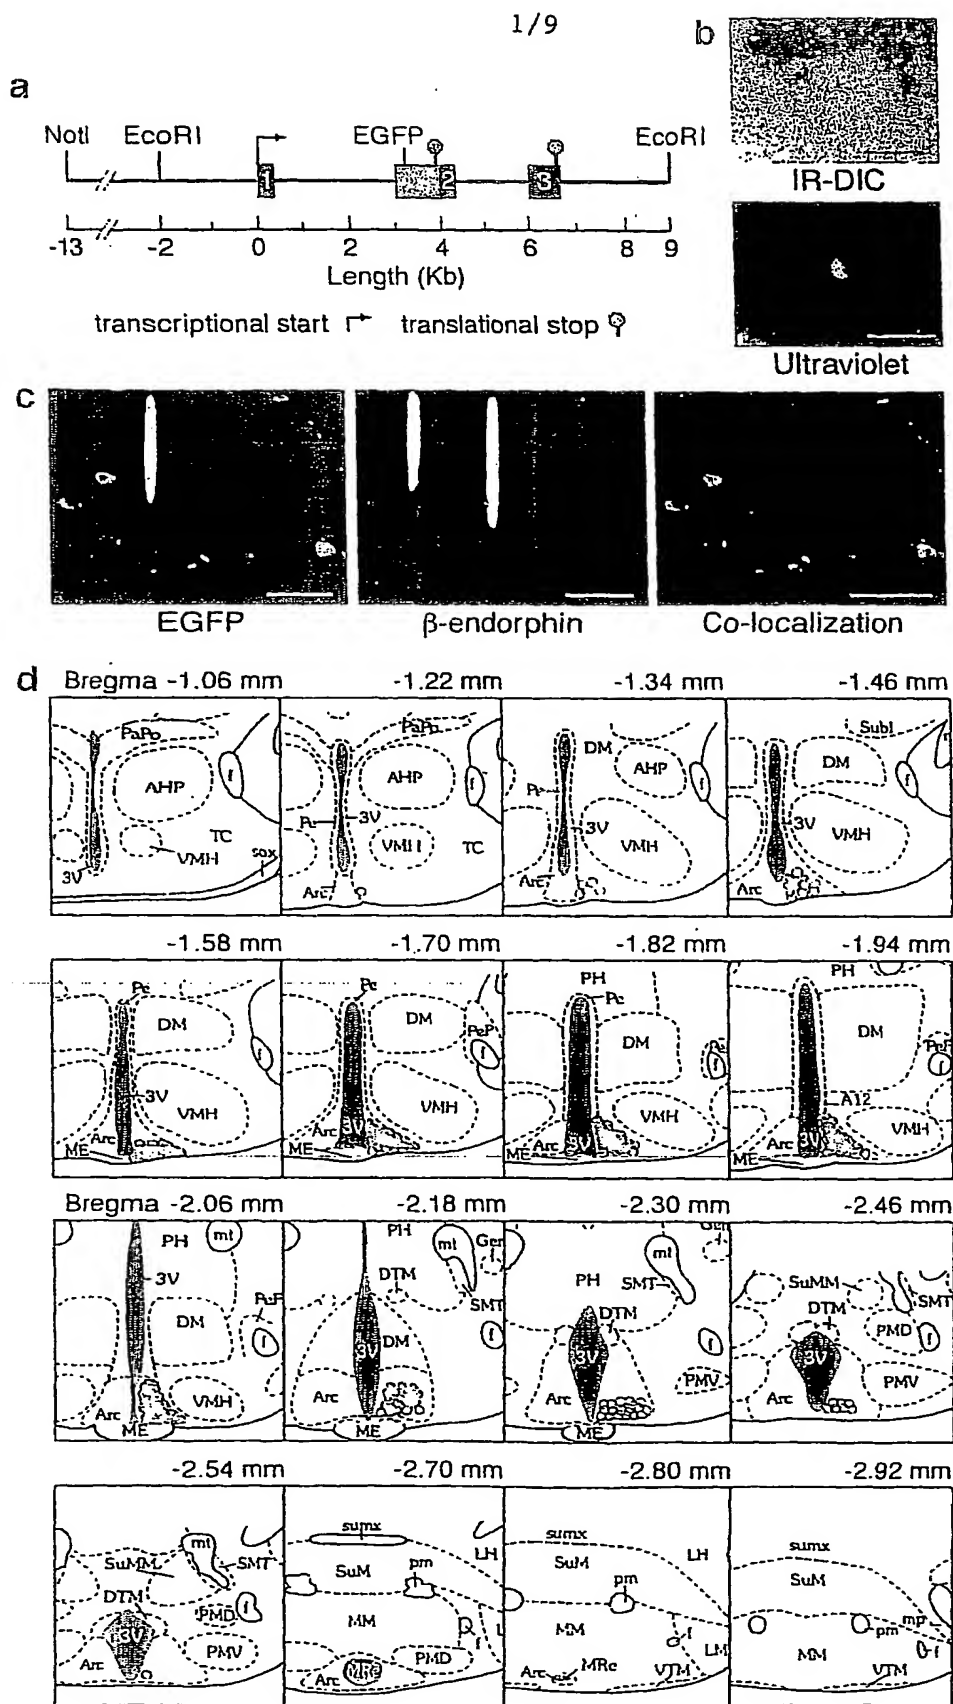 1/9
a
NotI EcoRI EGFP EcoRI
1 2 3
-13 -2 0 2 4 6 8 9
Length (Kb)
transcriptional start translational stop
b
IR-DIC
Ultraviolet
c
EGFP β-endorphin Co-localization
d Bregma -1.06 mm -1.22 mm -1.34 mm -1.46 mm
PaPo AHP f TC VMH 3V sox
PaPo AHP f Pe 3V VMH TC Arc
DM AHP f Pe 3V VMH Arc
SubI DM f 3V VMH Arc
-1.58 mm -1.70 mm -1.82 mm -1.94 mm
Pe DM f 3V VMH Arc ME
Pe DM PeF f VMH Arc 3V ME
PH Pe DM f VMH Arc 3V ME
PH DM PeF f A12 VMH Arc 3V ME
Bregma -2.06 mm -2.18 mm -2.30 mm -2.46 mm
PH mt 3V PeF DM f VMH Arc ME
PH mt Gem DTM SMT DM f 3V Arc ME
mt Gem PH SMT DTM f 3V PMV Arc ME
SuMM DTM SMT PMD f 3V PMV Arc
-2.54 mm -2.70 mm -2.80 mm -2.92 mm
mt SuMM SMT DTM PMD f 3V PMV Arc
sumx LH SuM pm MM f L PMD MRe Arc
sumx SuM LH pm MM f LM Arc MRe VTM
sumx SuM pm mp f MM VTM